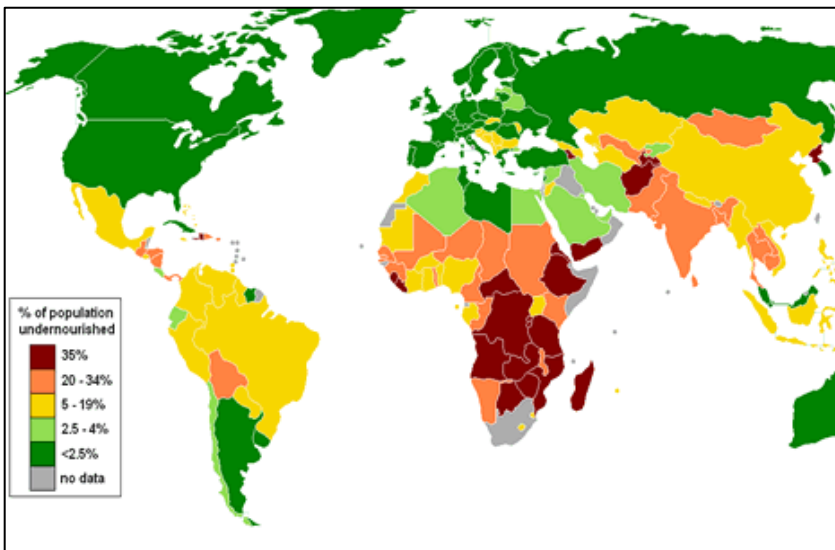 % of population
undernourished
35%
20 - 34%
5 - 19%
2.5 - 4%
<2.5%
no data